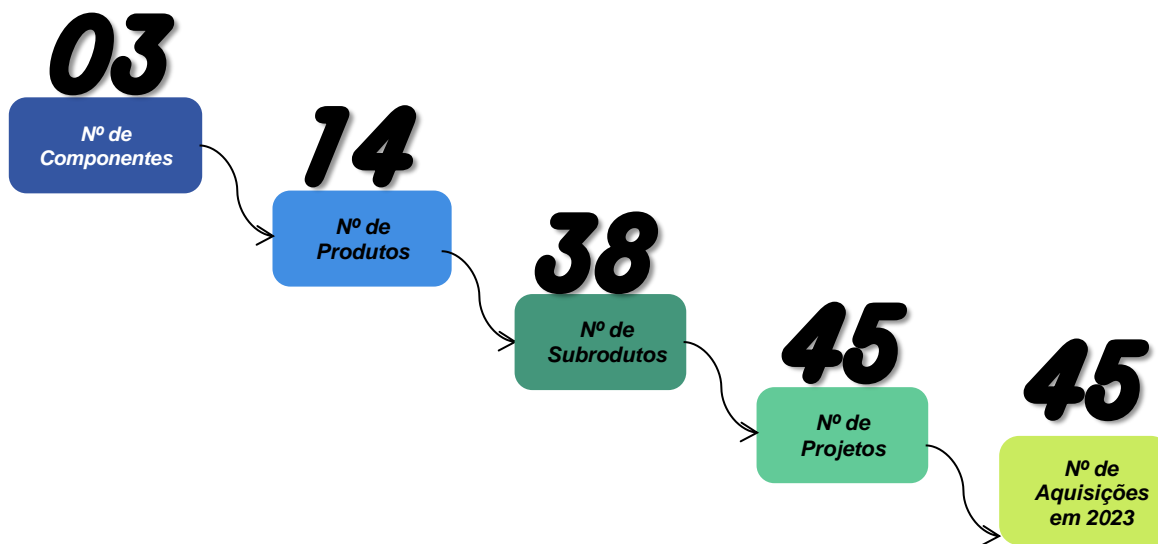 03
Nº de
Componentes
14
Nº de
Produtos
38
Nº de
Subrodutos
45
Nº de
Projetos
45
Nº de
Aquisições
em 2023